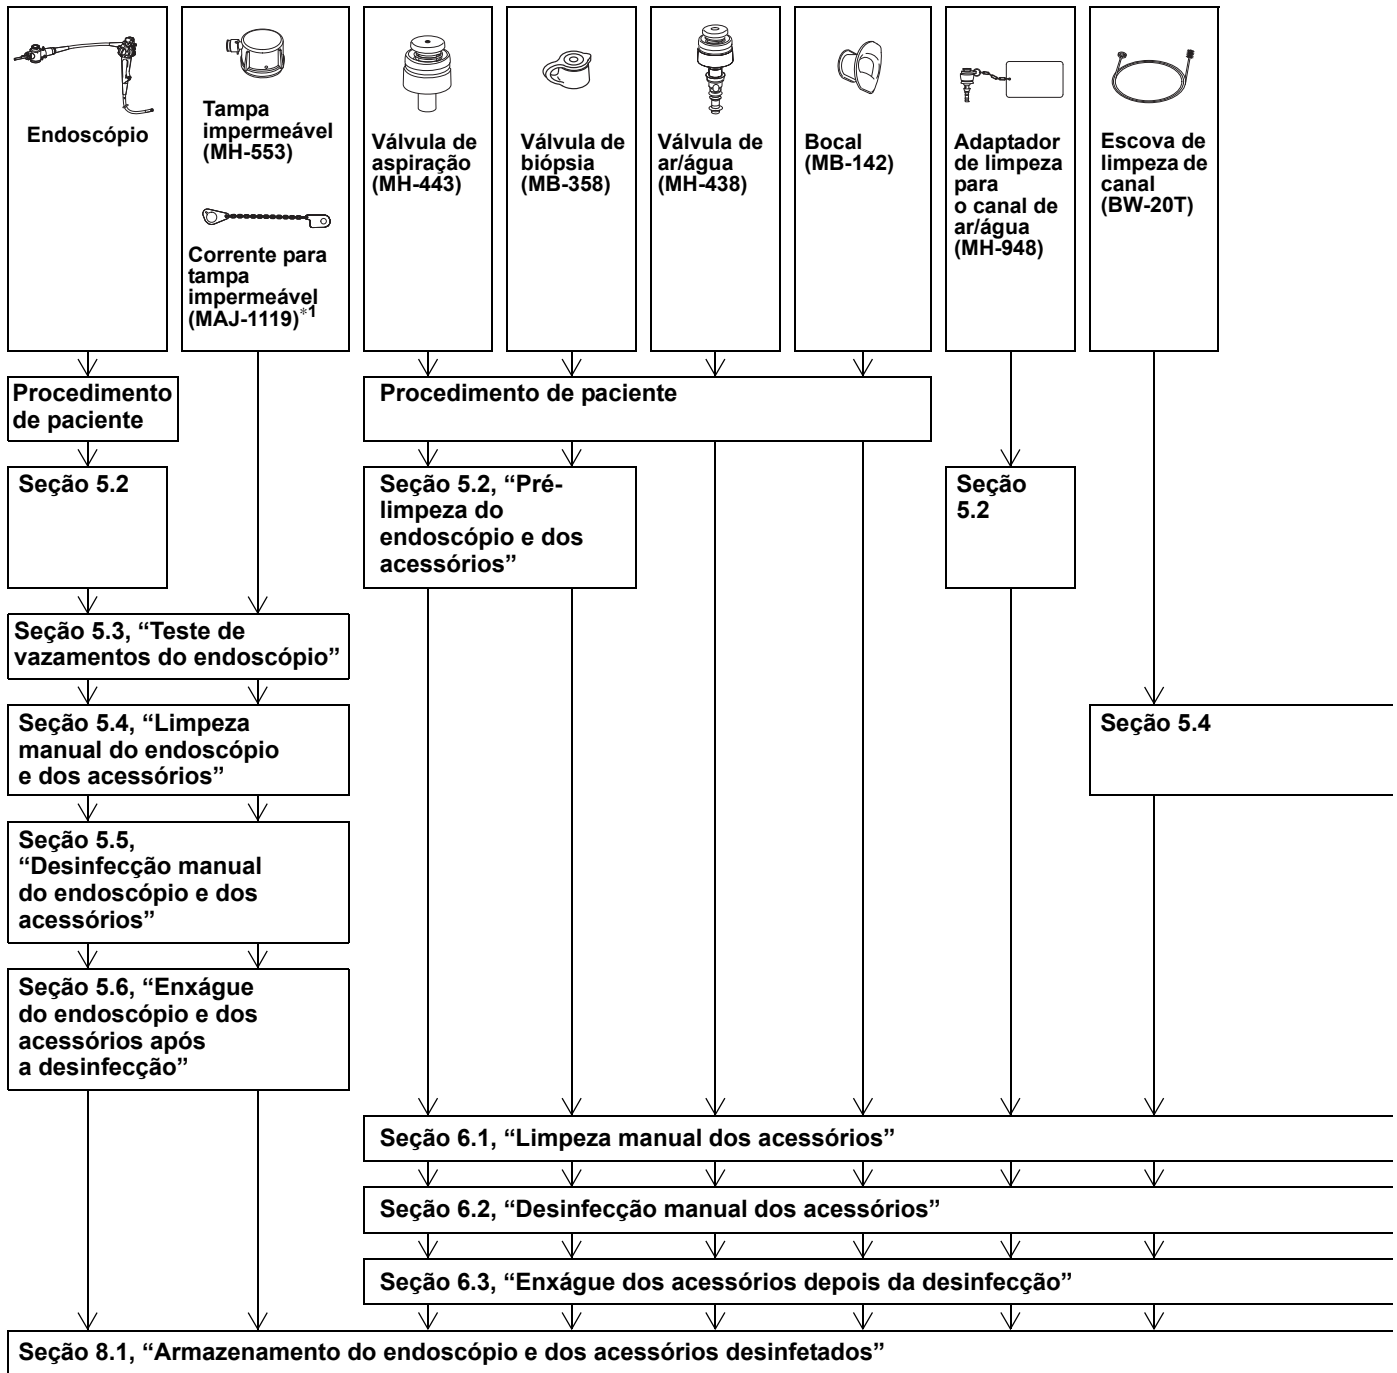 Endoscópio
Tampa
impermeável
(MH-553)
Corrente para
tampa
impermeável
(MAJ-1119)*1
Válvula de
aspiração
(MH-443)
Válvula de
biópsia
(MB-358)
Válvula de
ar/água
(MH-438)
Bocal
(MB-142)
Adaptador
de limpeza
para
o canal de
ar/água
(MH-948)
Escova de
limpeza de
canal
(BW-20T)
Procedimento
de paciente
Procedimento de paciente
Seção 5.2
Seção 5.2, “Pré-
limpeza do
endoscópio e dos
acessórios”
Seção
5.2
Seção 5.3, “Teste de
vazamentos do endoscópio”
Seção 5.4, “Limpeza
manual do endoscópio
e dos acessórios”
Seção 5.4
Seção 5.5,
“Desinfecção manual
do endoscópio e dos
acessórios”
Seção 5.6, “Enxágue
do endoscópio e dos
acessórios após
a desinfecção”
Seção 6.1, “Limpeza manual dos acessórios”
Seção 6.2, “Desinfecção manual dos acessórios”
Seção 6.3, “Enxágue dos acessórios depois da desinfecção”
Seção 8.1, “Armazenamento do endoscópio e dos acessórios desinfetados”